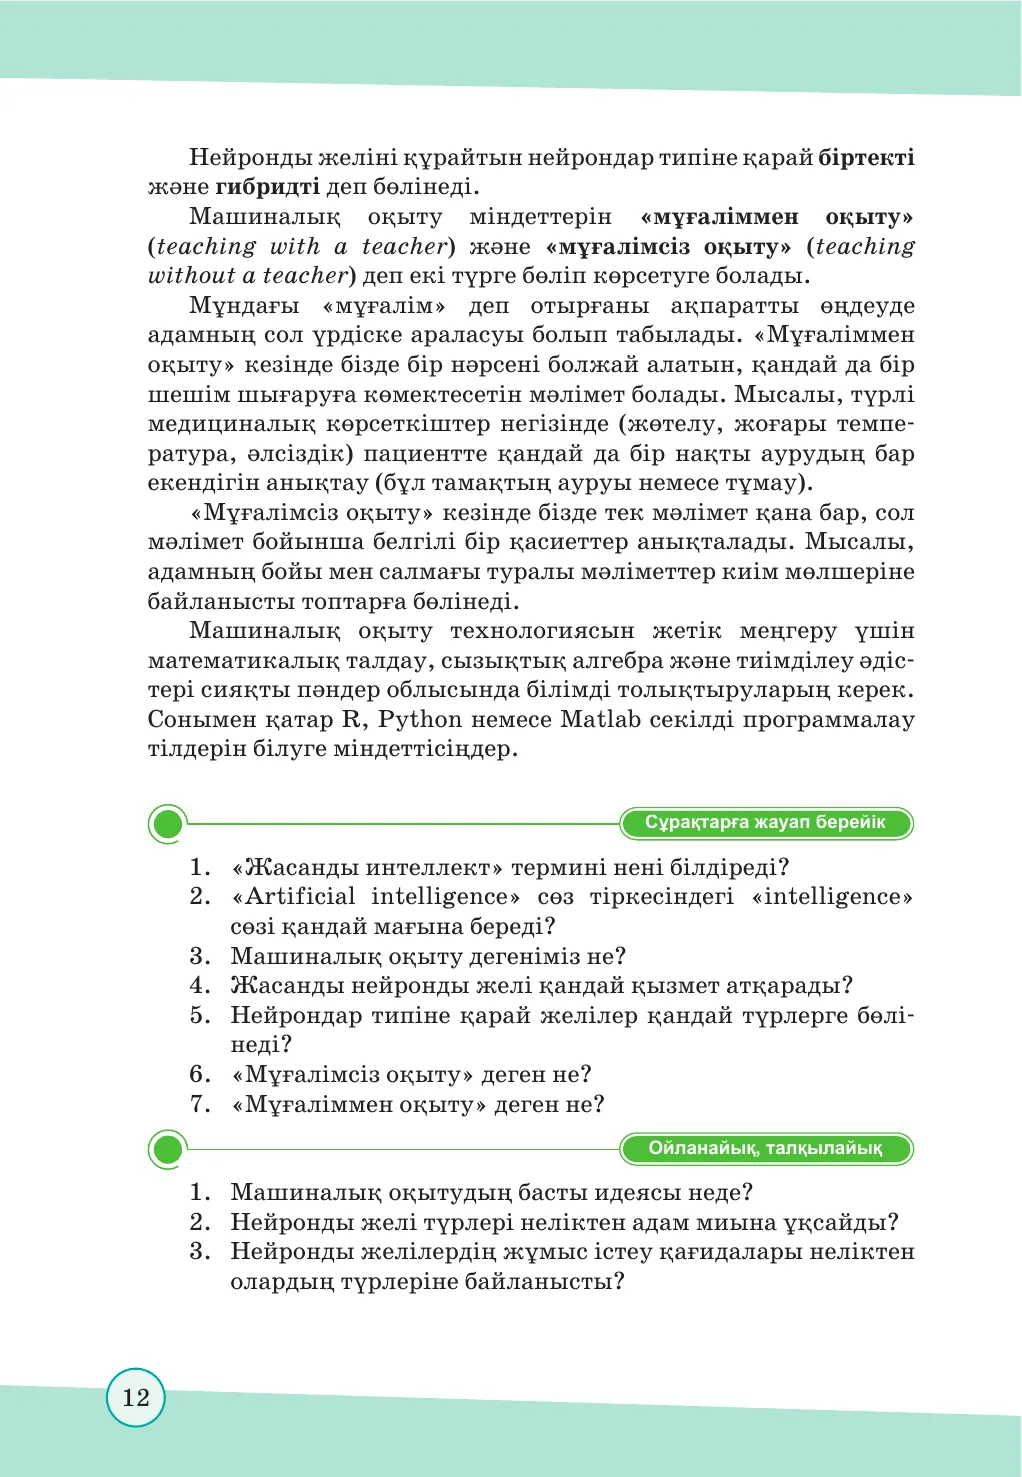 Нейронды желіні құрайтын нейрондар типіне қарай біртекті
және гибридті деп бөлінеді.
Машиналық оқыту міндеттерін «мұғаліммен оқыту»
(teaching with a teacher) және «мұғалімсіз оқыту» (teaching
without a teacher) деп екі түрге бөліп көрсетуге болады.
Мұндағы «мұғалім» деп отырғаны ақпаратты өңдеуде
адамның сол үрдіске араласуы болып табылады. «Мұғаліммен
оқыту» кезінде бізде бір нәрсені болжай алатын, қандай да бір
шешім шығаруға көмектесетін мәлімет болады. Мысалы, түрлі
медициналық көрсеткіштер негізінде (жөтелу, жоғары темпе-
ратура, әлсіздік) пациентте қандай да бір нақты аурудың бар
екендігін анықтау (бұл тамақтың ауруы немесе тұмау).
«Мұғалімсіз оқыту» кезінде бізде тек мәлімет қана бар, сол
мәлімет бойынша белгілі бір қасиеттер анықталады. Мысалы,
адамның бойы мен салмағы туралы мәліметтер киім мөлшеріне
байланысты топтарға бөлінеді.
Машиналық оқыту технологиясын жетік меңгеру үшін
математикалық талдау, сызықтық алгебра және тиімділеу әдіс-
тері сияқты пәндер облысында білімді толықтыруларың керек.
Сонымен қатар R, Python немесе Matlab секілді программалау
тілдерін білуге міндеттісіңдер.
Сұрақтарға жауап берейік
1. «Жасанды интеллект» термині нені білдіреді?
2. «Artificial intelligence» сөз тіркесіндегі «intelligence»
сөзі қандай мағына береді?
3. Машиналық оқыту дегеніміз не?
4. Жасанды нейронды желі қандай қызмет атқарады?
5. Нейрондар типіне қарай желілер қандай түрлерге бөлі-
неді?
6. «Мұғалімсіз оқыту» деген не?
7. «Мұғаліммен оқыту» деген не?
Ойланайық, талқылайық
1. Машиналық оқытудың басты идеясы неде?
2. Нейронды желі түрлері неліктен адам миына ұқсайды?
3. Нейронды желілердің жұмыс істеу қағидалары неліктен
олардың түрлеріне байланысты?
12